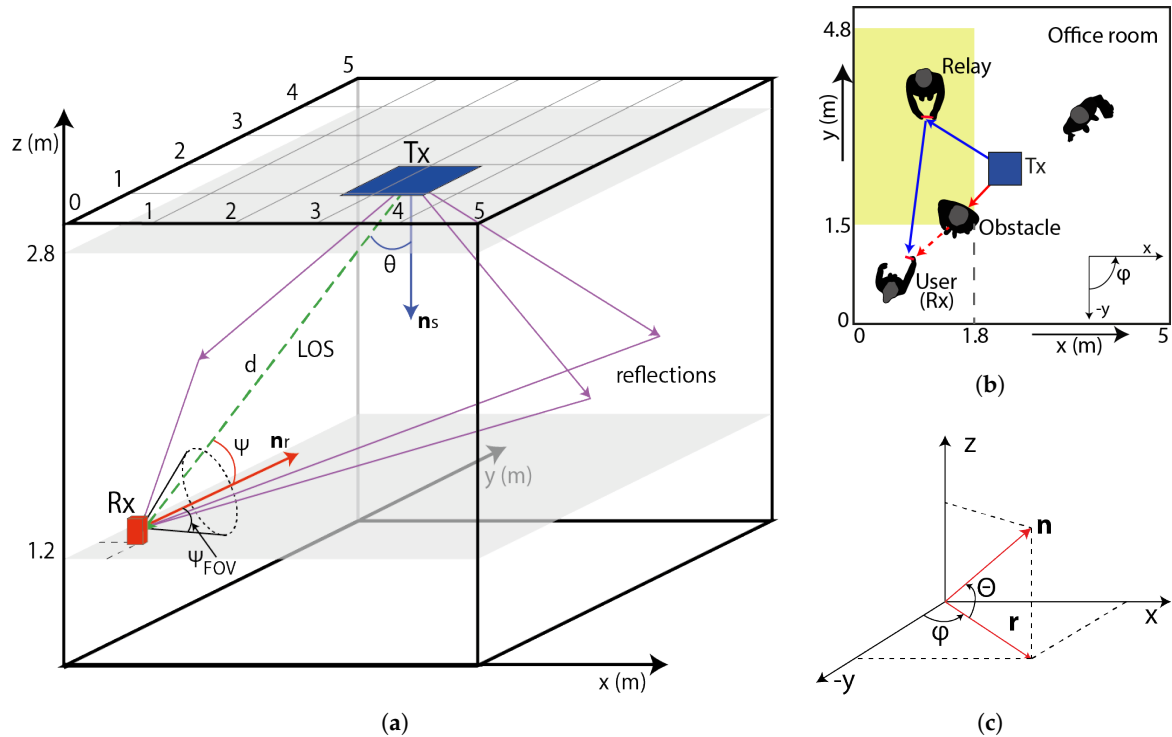 z (m)
5
4
3
2
1
0
1
2
3
4
5
Tx
2.8
θ
nₛ
LOS
d
reflections
nᵣ
Ψ
y (m)
Rx
Ψ_FOV
1.2
x (m)
(a)
4.8
Office room
Relay
y (m)
Tx
1.5
Obstacle
User
(Rx)
x
φ
-y
0
0
1.8
5
x (m)
(b)
z
n
Θ
x
φ
r
-y
(c)